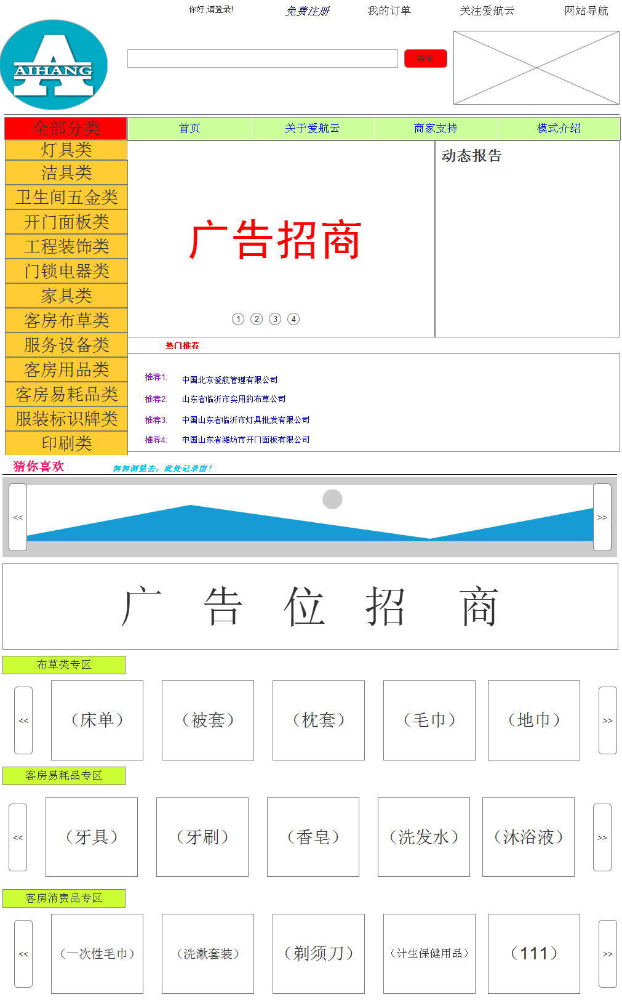 你好,请登录! 免费注册 我的订单 关注爱航云 网站导航
AIHANG
搜索
全部分类 首页 关于爱航云 商家支持 模式介绍
灯具类
洁具类
卫生间五金类
开门面板类
工程装饰类
门锁电器类
家具类
客房布草类
服务设备类
客房用品类
客房易耗品类
服装标识牌类
印刷类
广告招商
1 2 3 4
动态报告
热门推荐
推荐1: 中国北京爱航管理有限公司
推荐2: 山东省临沂市实用的布草公司
推荐3: 中国山东省临沂市灯具批发有限公司
推荐4: 中国山东省潍坊市开门面板有限公司
猜你喜欢 匆匆浏览去，此处记录留！
<< >>
广 告 位 招 商
布草类专区
<< （床单） （被套） （枕套） （毛巾） （地巾） >>
客房易耗品专区
<< （牙具） （牙刷） （香皂） （洗发水） （沐浴液） >>
客房消费品专区
<< （一次性毛巾） （洗漱套装） （剃须刀） （计生保健用品） （111） >>